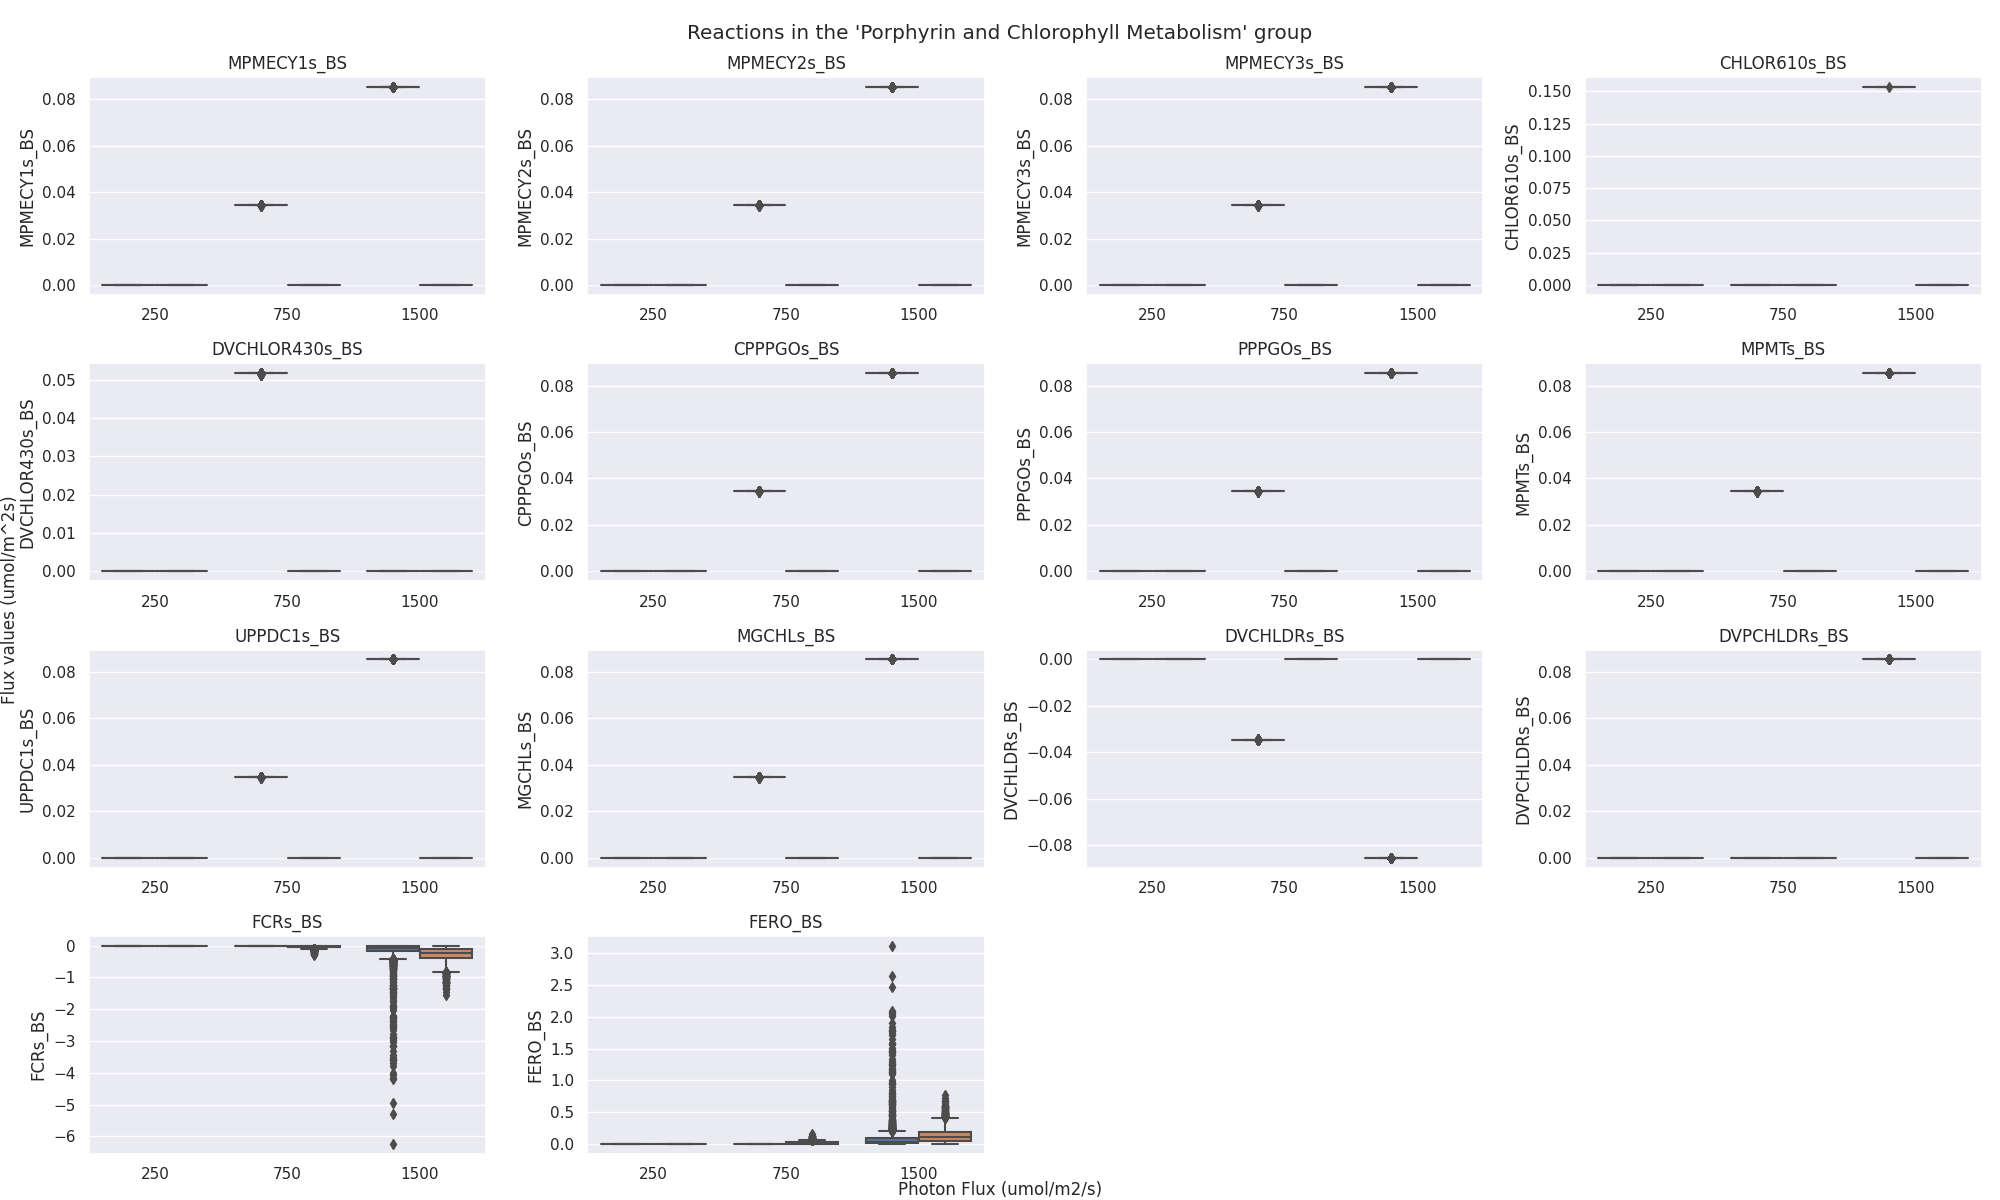 Reactions in the 'Porphyrin and Chlorophyll Metabolism' group
MPMECY1s_BS
MPMECY1s_BS
0.08
0.06
0.04
0.02
0.00
250 750 1500
MPMECY2s_BS
MPMECY2s_BS
0.08
0.06
0.04
0.02
0.00
250 750 1500
MPMECY3s_BS
MPMECY3s_BS
0.08
0.06
0.04
0.02
0.00
250 750 1500
CHLOR610s_BS
CHLOR610s_BS
0.150
0.125
0.100
0.075
0.050
0.025
0.000
250 750 1500
Flux values (umol/m^2s)
DVCHLOR430s_BS
DVCHLOR430s_BS
0.05
0.04
0.03
0.02
0.01
0.00
250 750 1500
CPPPGOs_BS
CPPPGOs_BS
0.08
0.06
0.04
0.02
0.00
250 750 1500
PPPGOs_BS
PPPGOs_BS
0.08
0.06
0.04
0.02
0.00
250 750 1500
MPMTs_BS
MPMTs_BS
0.08
0.06
0.04
0.02
0.00
250 750 1500
UPPDC1s_BS
UPPDC1s_BS
0.08
0.06
0.04
0.02
0.00
250 750 1500
MGCHLs_BS
MGCHLs_BS
0.08
0.06
0.04
0.02
0.00
250 750 1500
DVCHLDRs_BS
DVCHLDRs_BS
0.00
−0.02
−0.04
−0.06
−0.08
250 750 1500
DVPCHLDRs_BS
DVPCHLDRs_BS
0.08
0.06
0.04
0.02
0.00
250 750 1500
FCRs_BS
FCRs_BS
0
−1
−2
−3
−4
−5
−6
250 750 1500
FERO_BS
FERO_BS
3.0
2.5
2.0
1.5
1.0
0.5
0.0
250 750 1500
Photon Flux (umol/m2/s)